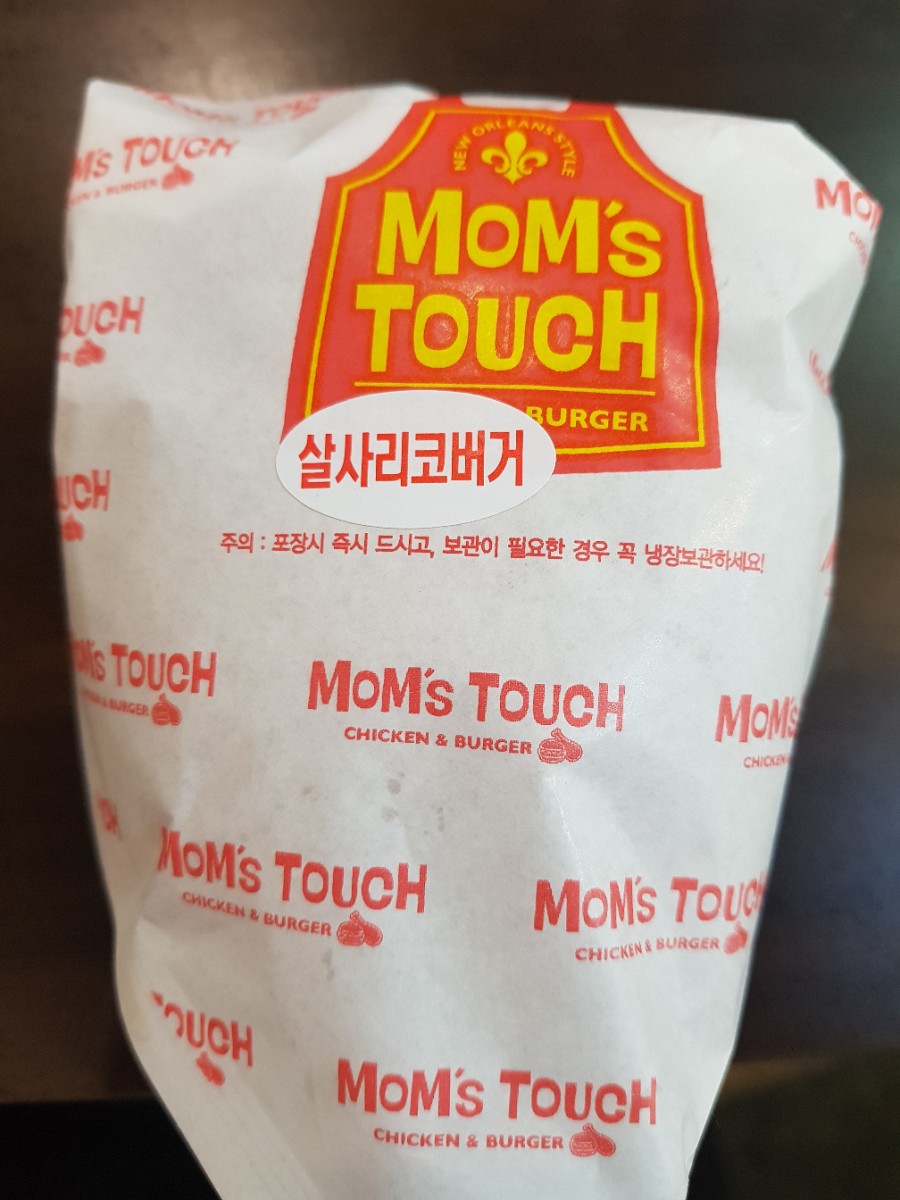 MOM'S TOUCH
NEW ORLEANS STYLE
MOM'S
TOUCH
BURGER
살사리코버거
주의 : 포장시 즉시 드시고, 보관이 필요한 경우 꼭 냉장보관하세요!
TOUCH
TOUCH
MOM'S TOUCH
CHICKEN & BURGER
MOM'S
MOM'S TOUCH
CHICKEN & BURGER
MOM'S TOUCH
CHICKEN & BURGER
TOUCH
MOM'S TOUCH
CHICKEN & BURGER